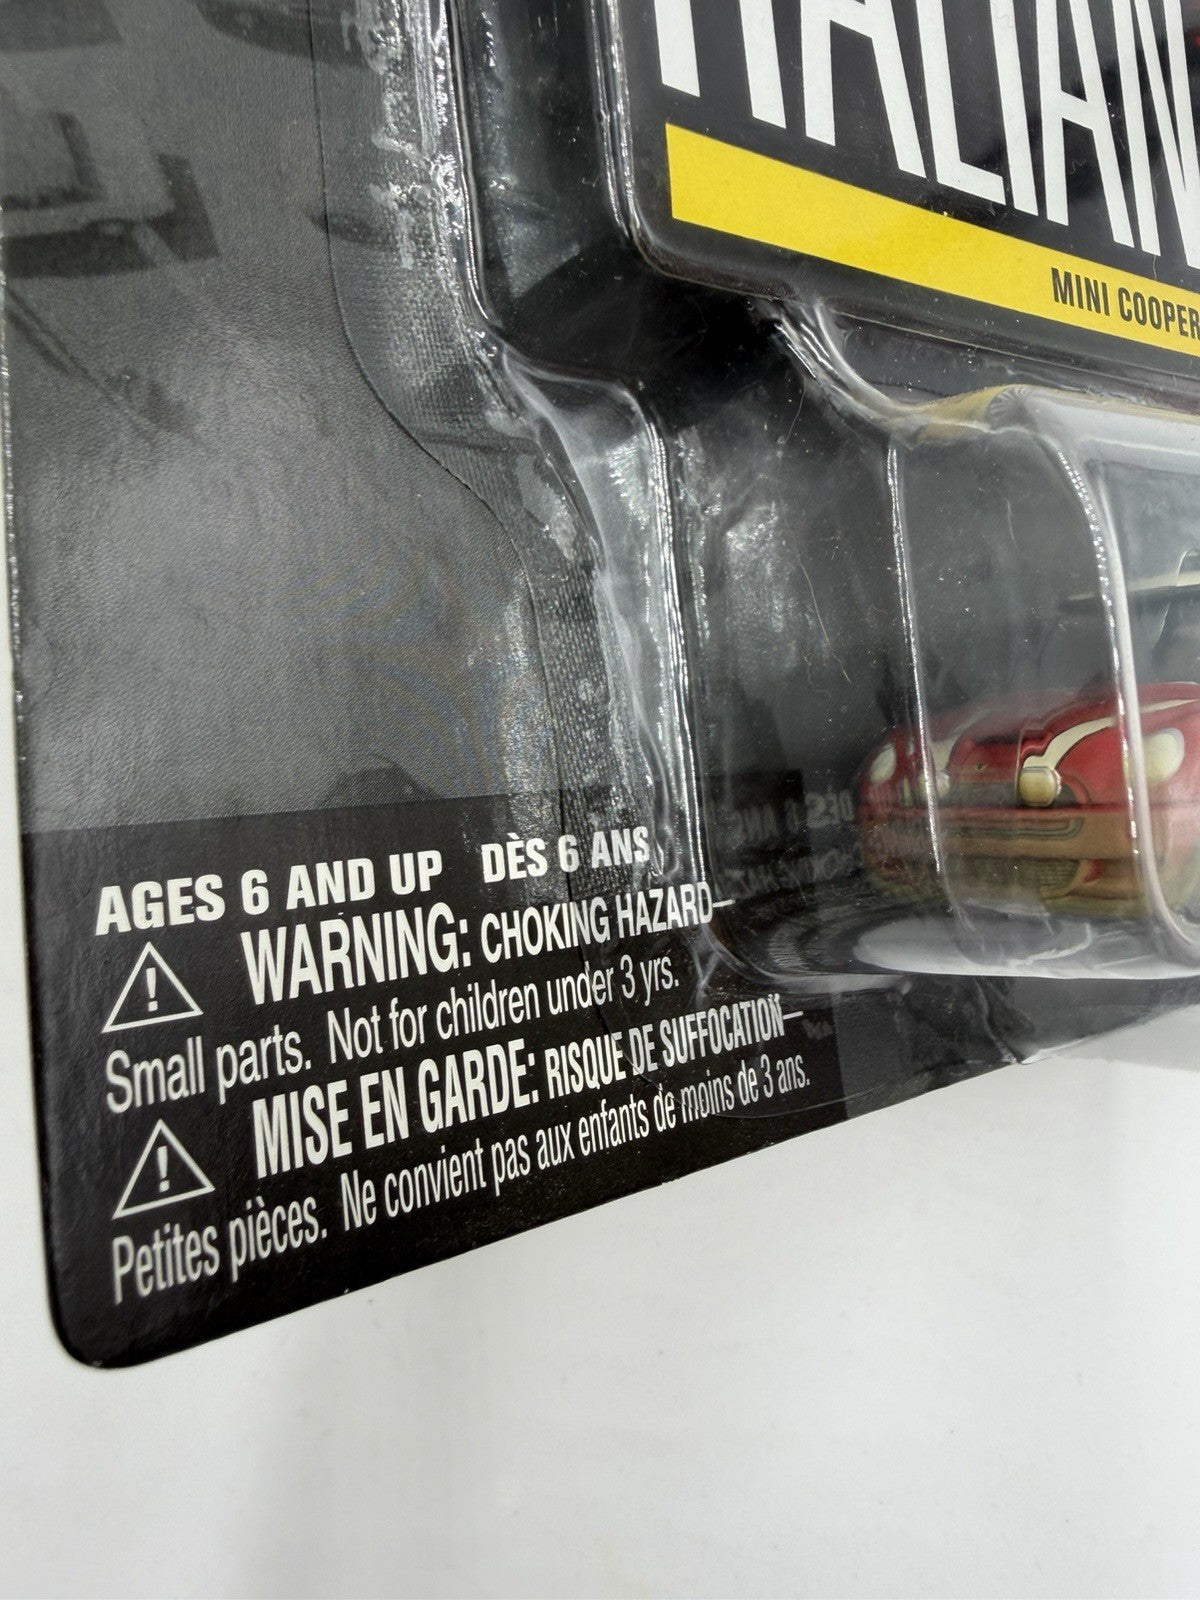 ITALIAN
MINI COOPER
AGES 6 AND UP DÈS 6 ANS
WARNING: CHOKING HAZARD—
Small parts. Not for children under 3 yrs.
MISE EN GARDE: RISQUE DE SUFFOCATION—
Petites pièces. Ne convient pas aux enfants de moins de 3 ans.